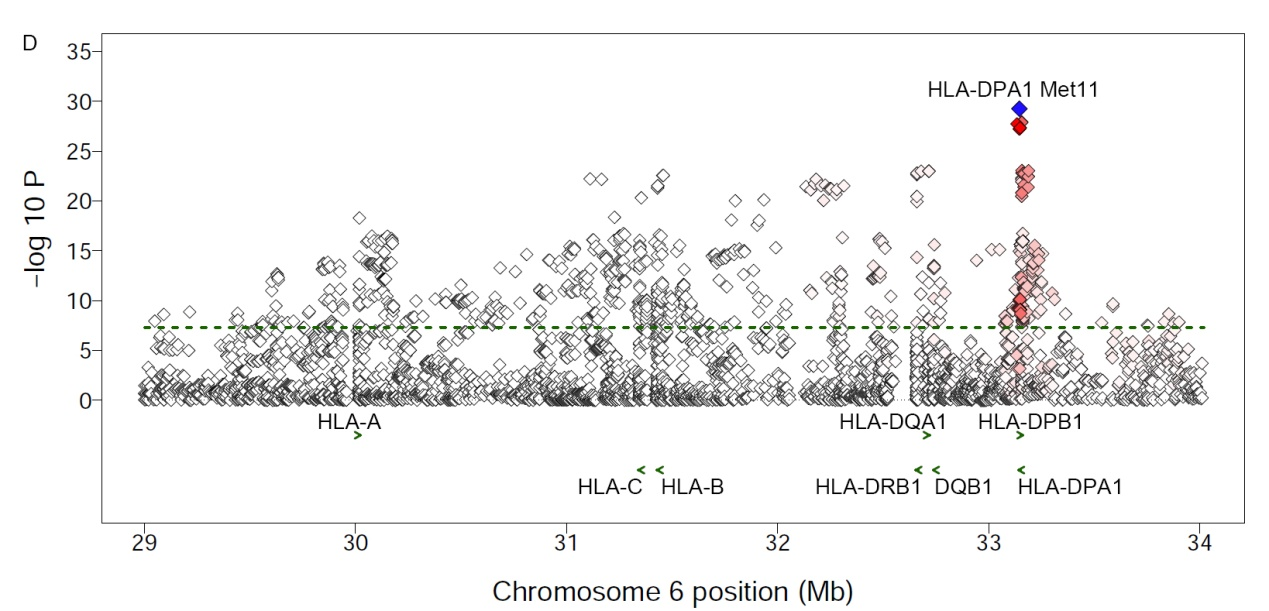 D
35
HLA-DPA1 Met11
30
25
20
15
10
5
0
−log 10 P
HLA-A
HLA-DQA1
HLA-DPB1
HLA-C
HLA-B
HLA-DRB1
DQB1
HLA-DPA1
29
30
31
32
33
34
Chromosome 6 position (Mb)